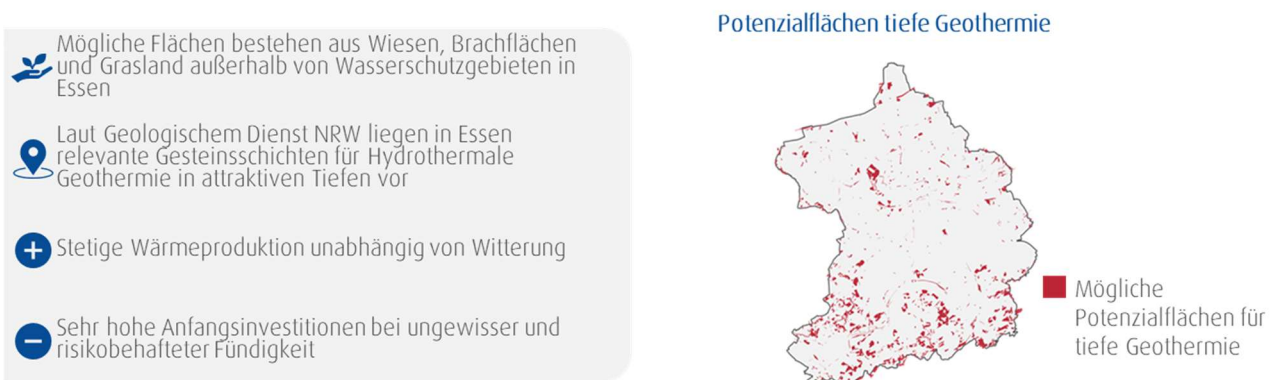 Mögliche Flächen bestehen aus Wiesen, Brachflächen
und Grasland außerhalb von Wasserschutzgebieten in
Essen
Laut Geologischem Dienst NRW liegen in Essen
relevante Gesteinsschichten für Hydrothermale
Geothermie in attraktiven Tiefen vor
Stetige Wärmeproduktion unabhängig von Witterung
Sehr hohe Anfangsinvestitionen bei ungewisser und
risikobehafteter Fündigkeit
Potenzialflächen tiefe Geothermie
Mögliche
Potenzialflächen für
tiefe Geothermie